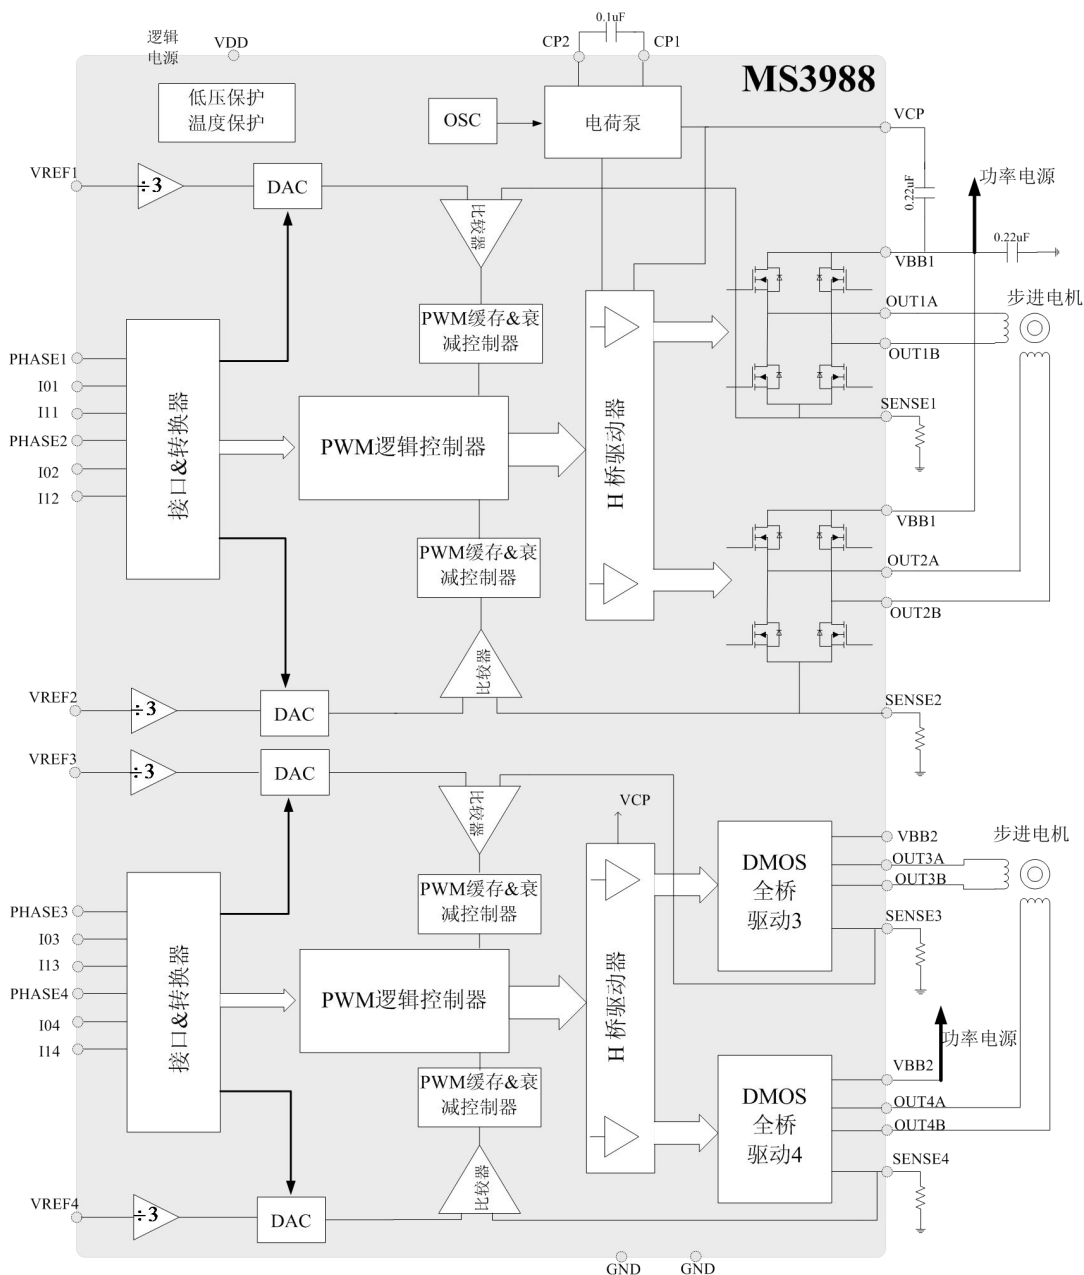 逻辑
电源
VDD
CP2
0.1uF
CP1
MS3988
低压保护
温度保护
OSC
电荷泵
VCP
VREF1
÷3
DAC
比较器
0.22uF
功率电源
0.22uF
VBB1
PWM缓存&衰
减控制器
OUT1A
步进电机
OUT1B
PHASE1
I01
I11
PHASE2
I02
I12
接口&转换器
PWM逻辑控制器
H 桥驱动器
SENSE1
VBB1
PWM缓存&衰
减控制器
OUT2A
OUT2B
比较器
VREF2
÷3
DAC
SENSE2
VREF3
÷3
DAC
比较器
VCP
DMOS
全桥
驱动3
VBB2
步进电机
OUT3A
OUT3B
PWM缓存&衰
减控制器
SENSE3
PHASE3
I03
I13
PHASE4
I04
I14
接口&转换器
PWM逻辑控制器
H 桥驱动器
功率电源
VBB2
PWM缓存&衰
减控制器
DMOS
全桥
驱动4
OUT4A
OUT4B
SENSE4
比较器
VREF4
÷3
DAC
GND
GND